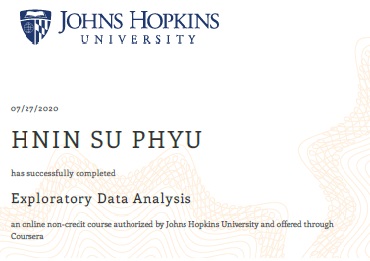 JOHNS HOPKINS
UNIVERSITY
07/17/2020
HNIN SU PHYU
has successfully completed
Exploratory Data Analysis
an online non-credit course authorized by Johns Hopkins University and offered through
Coursera